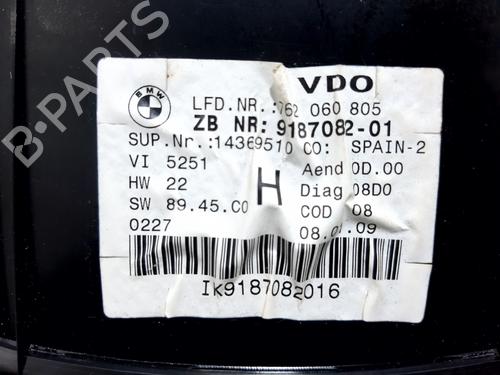 BMW
VDO
LFD.NR.:762 060 805
ZB NR: 9187082-01
SUP.Nr.:14369510 CO: SPAIN-2
VI 5251 Aend 0D.00
HW 22 H Diag 08D0
SW 89.45.C0 COD 08
0227
IK9187082016
B-PARTS